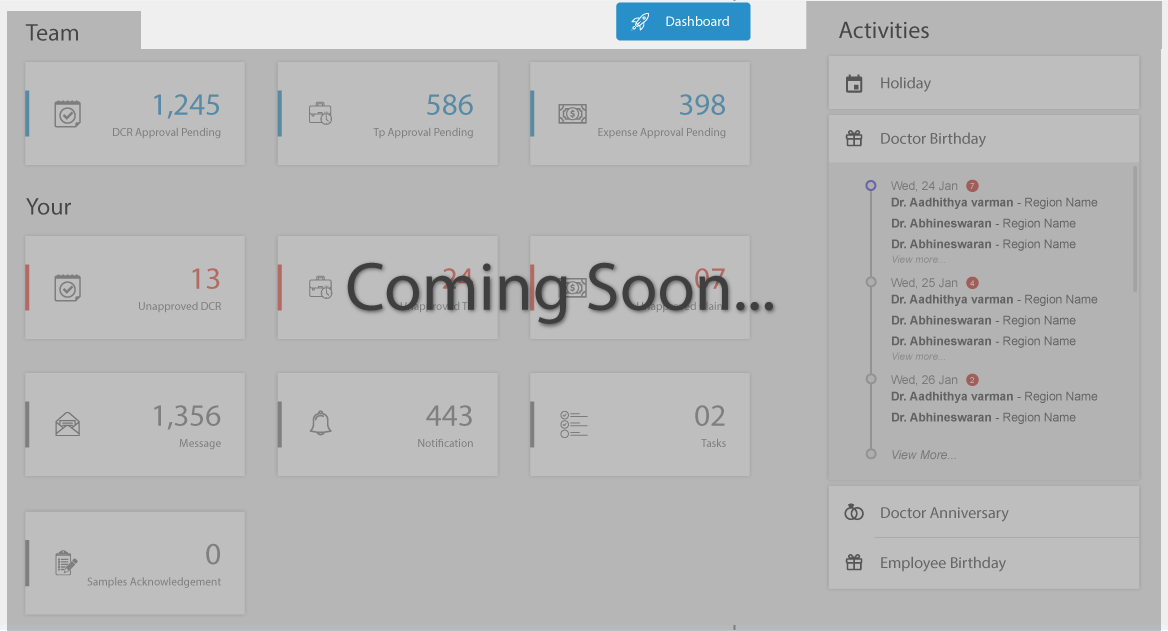 Team
Dashboard
1,245
DCR Approval Pending
586
Tp Approval Pending
398
Expense Approval Pending
Your
13
Unapproved DCR
24
Unapproved
07
Unapproved
Coming Soon...
1,356
Message
443
Notification
02
Tasks
0
Samples Acknowledgement
Activities
Holiday
Doctor Birthday
Wed, 24 Jan 7
Dr. Aadhithya varman - Region Name
Dr. Abhineswaran - Region Name
Dr. Abhineswaran - Region Name
View more...
Wed, 25 Jan 4
Dr. Aadhithya varman - Region Name
Dr. Abhineswaran - Region Name
Dr. Abhineswaran - Region Name
View more...
Wed, 26 Jan 2
Dr. Aadhithya varman - Region Name
Dr. Abhineswaran - Region Name
View More...
Doctor Anniversary
Employee Birthday